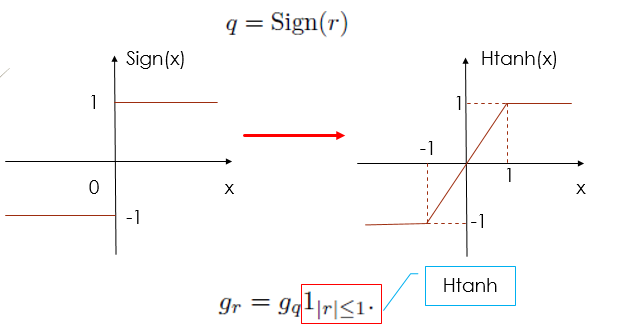 q = Sign(r)
Sign(x)
1
0
x
-1
Htanh(x)
1
-1
1
x
-1
Htanh
g_r = g_q 1_{|r|≤1}.